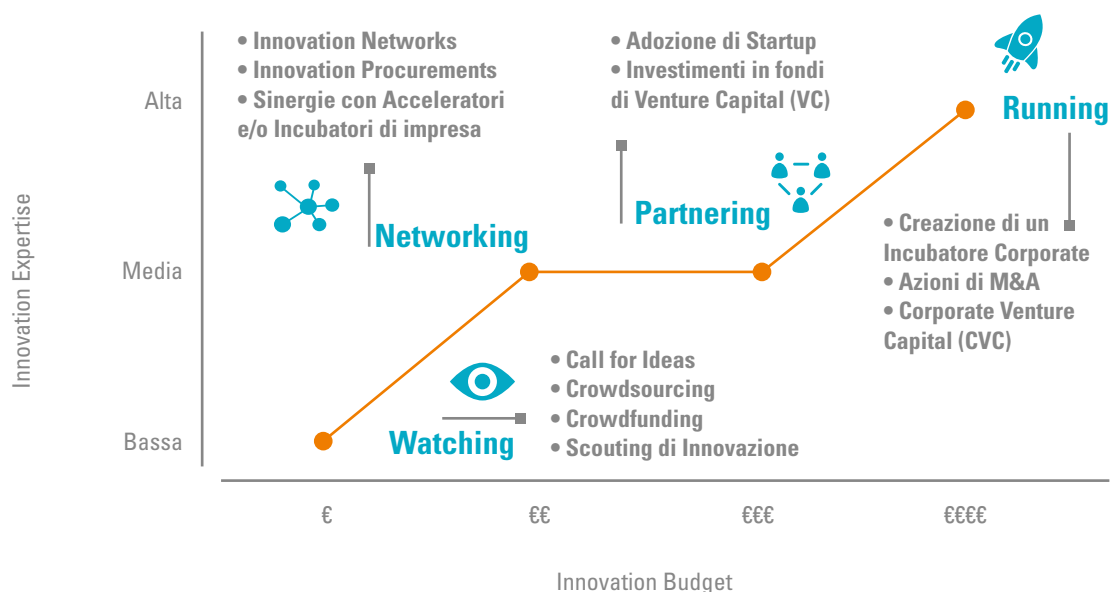 • Innovation Networks
• Innovation Procurements
• Sinergie con Acceleratori
e/o Incubatori di impresa
• Adozione di Startup
• Investimenti in fondi
di Venture Capital (VC)
Running
Alta
Networking
Partnering
• Creazione di un
Incubatore Corporate
• Azioni di M&A
• Corporate Venture
Capital (CVC)
Innovation Expertise
Media
• Call for Ideas
• Crowdsourcing
• Crowdfunding
• Scouting di Innovazione
Watching
Bassa
€
€€
€€€
€€€€
Innovation Budget